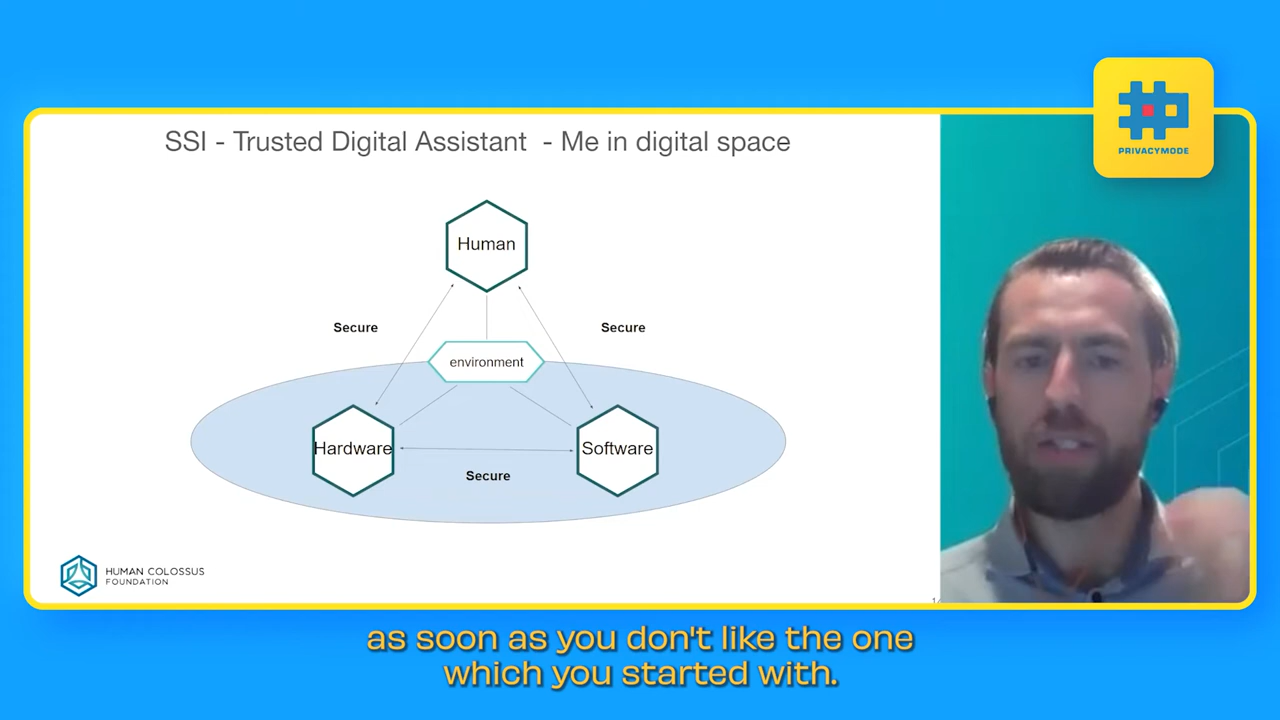 PRIVACYMODE
SSI - Trusted Digital Assistant - Me in digital space
Human
Secure
Secure
environment
Hardware
Software
Secure
HUMAN COLOSSUS
FOUNDATION
as soon as you don't like the one
which you started with.